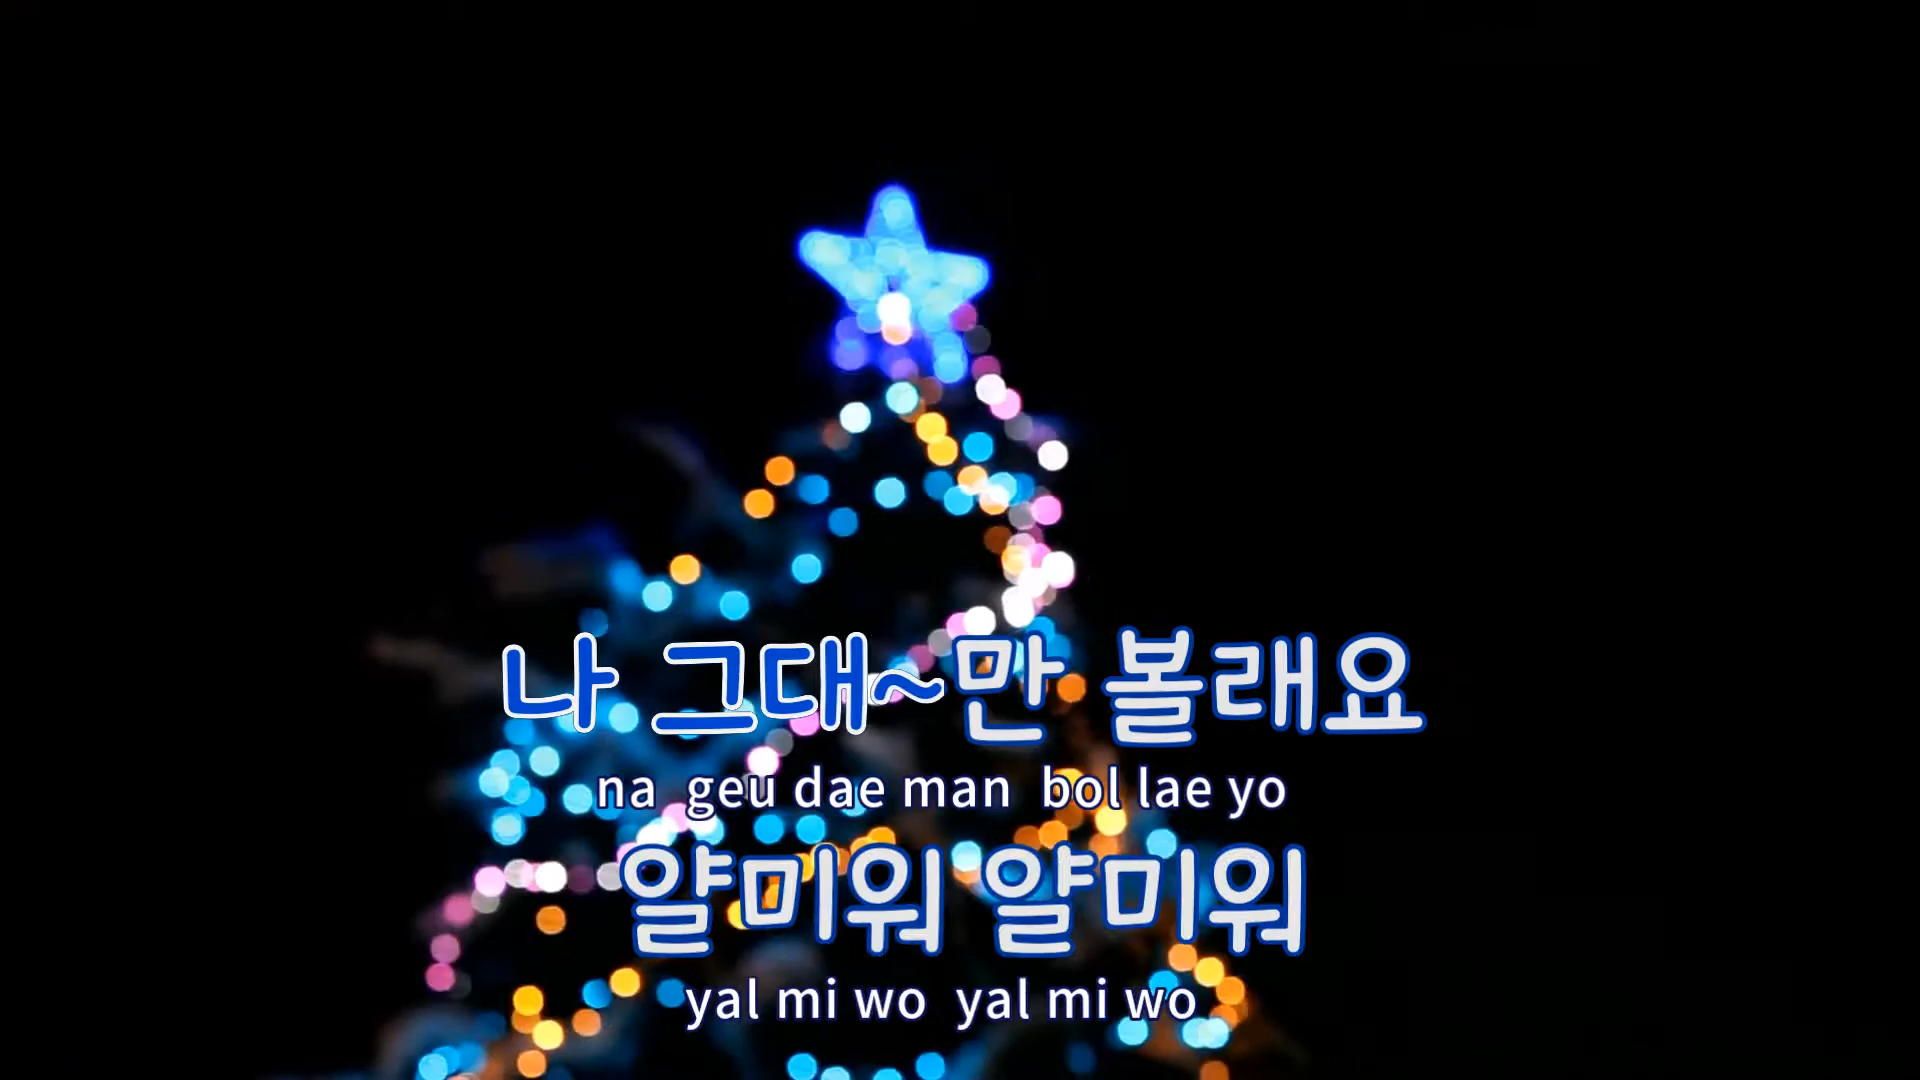 나 그대~만 볼래요
na geu dae man bol lae yo
얄미워 얄미워
yal mi wo yal mi wo